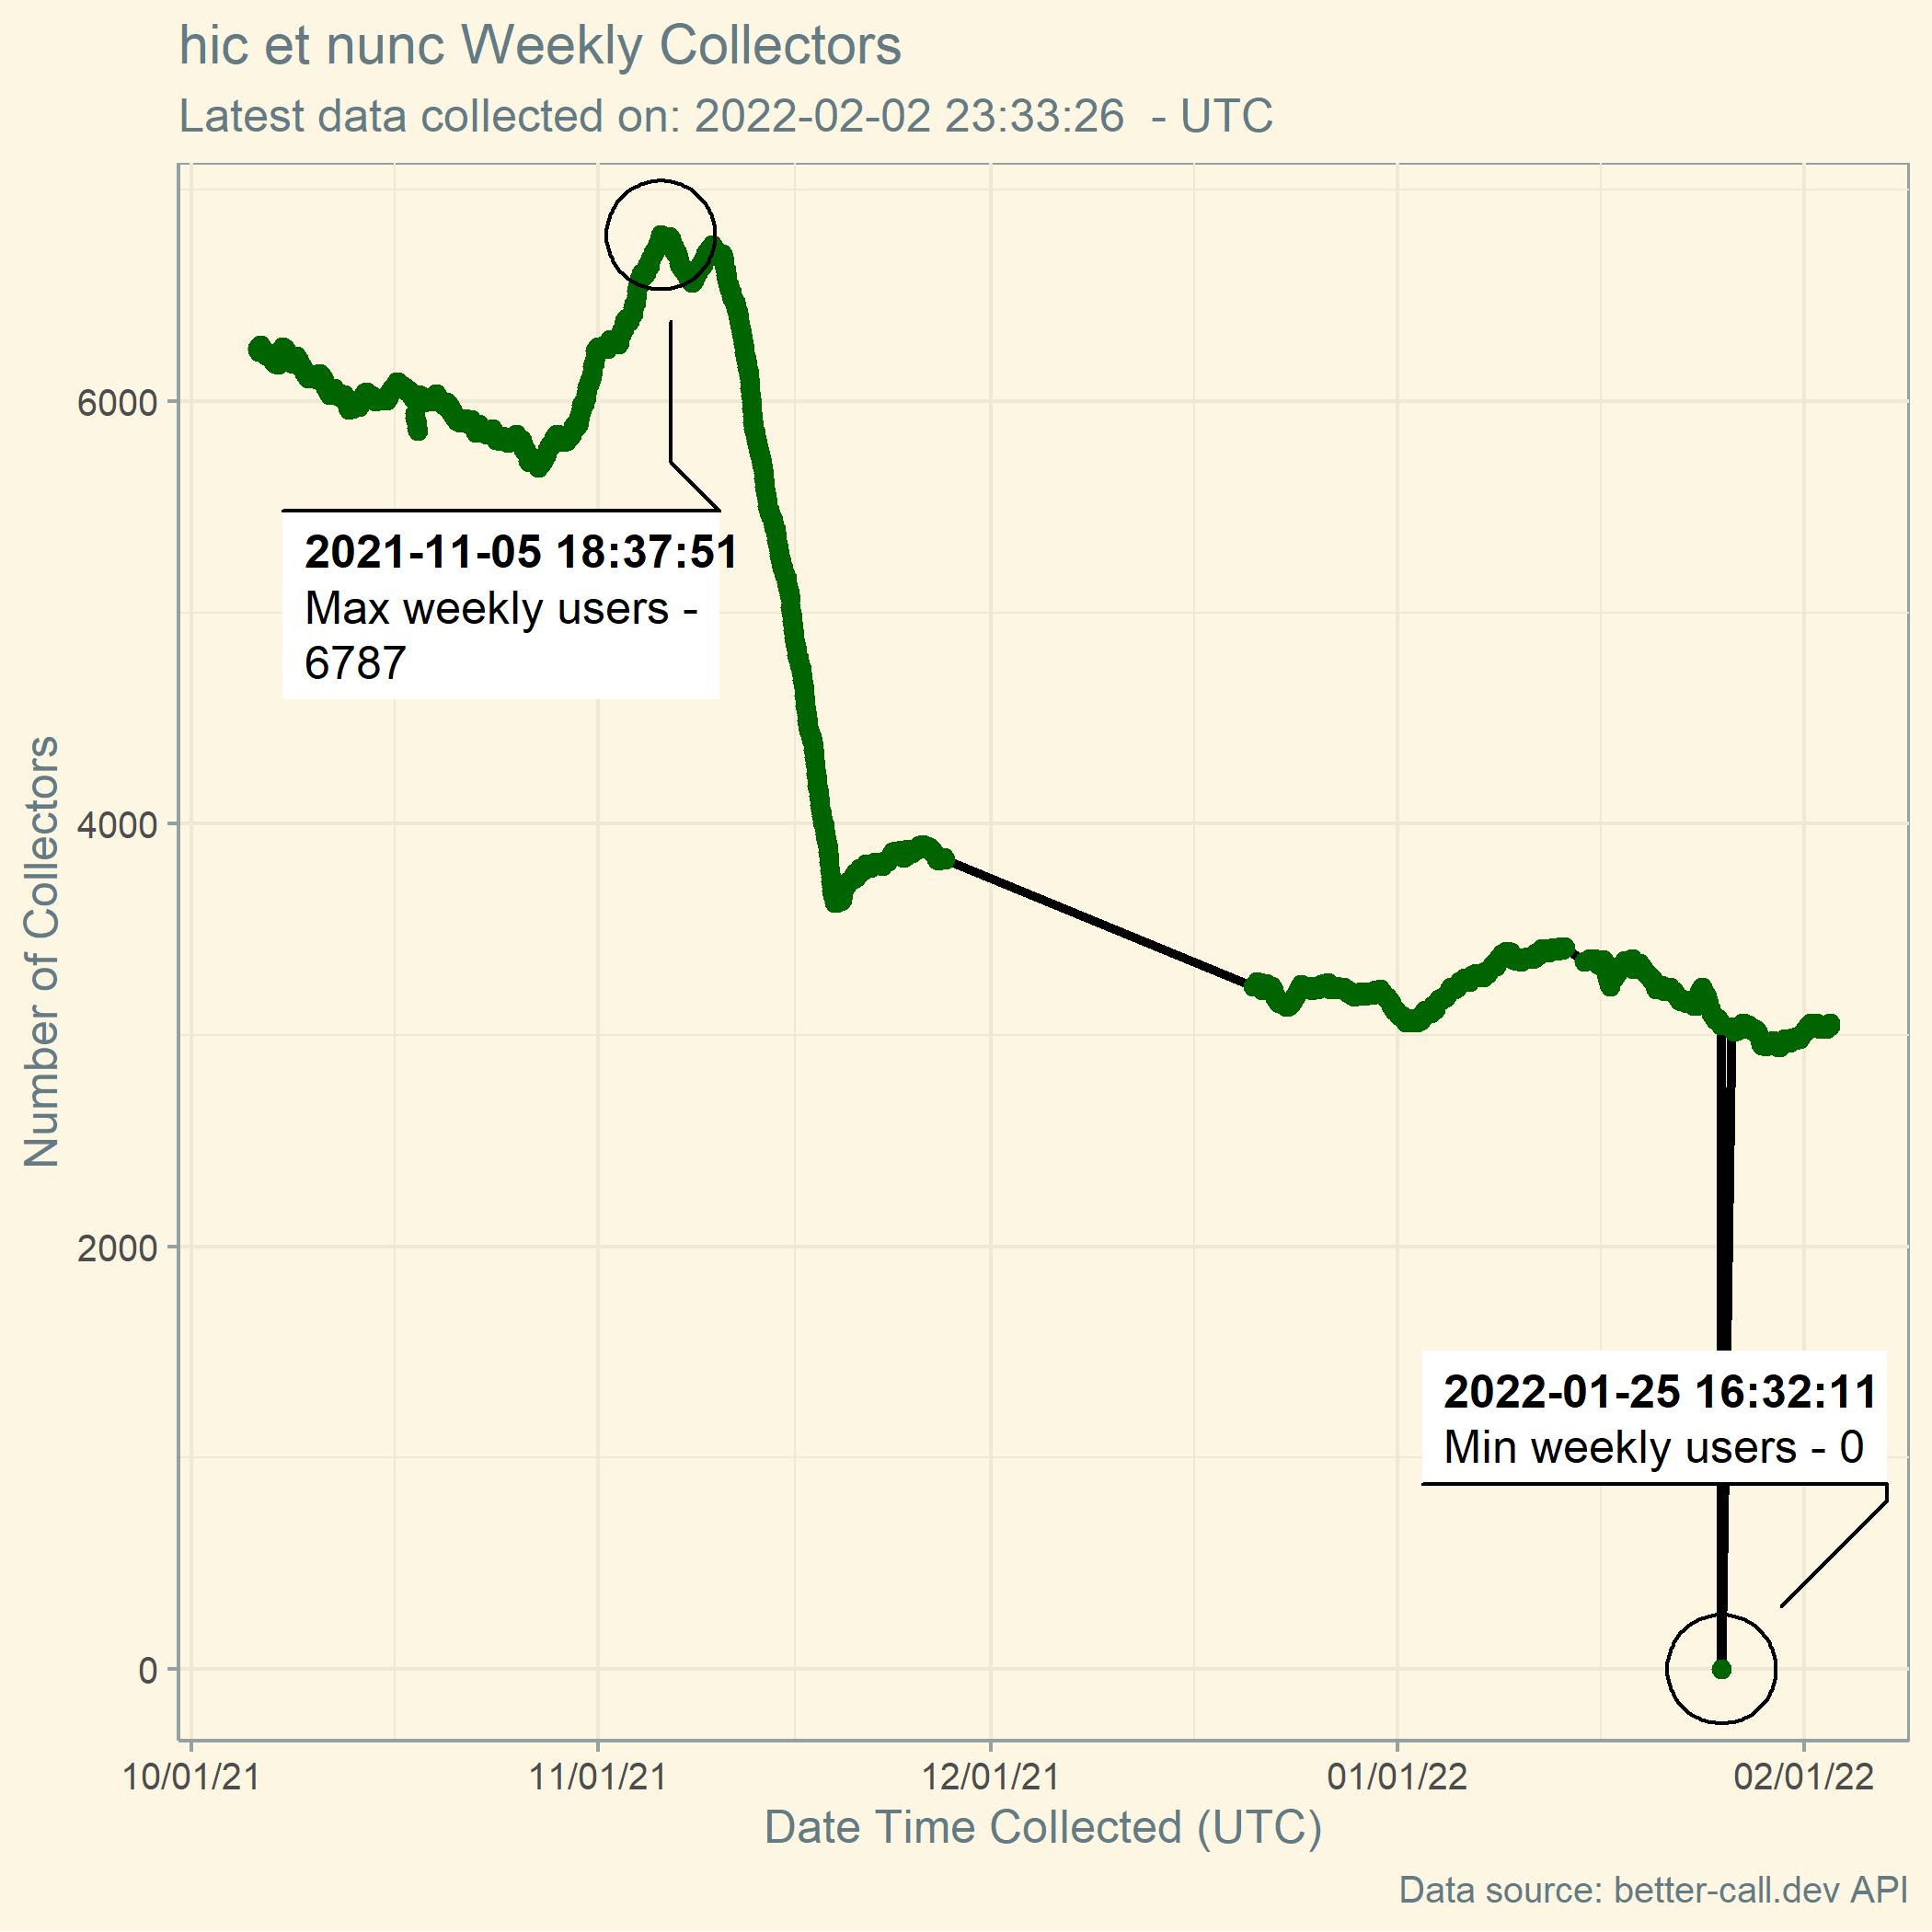 hic et nunc Weekly Collectors
Latest data collected on: 2022-02-02 23:33:26  - UTC
Number of Collectors
6000
4000
2000
0
2021-11-05 18:37:51
Max weekly users -
6787
2022-01-25 16:32:11
Min weekly users - 0
10/01/21
11/01/21
12/01/21
01/01/22
02/01/22
Date Time Collected (UTC)
Data source: better-call.dev API